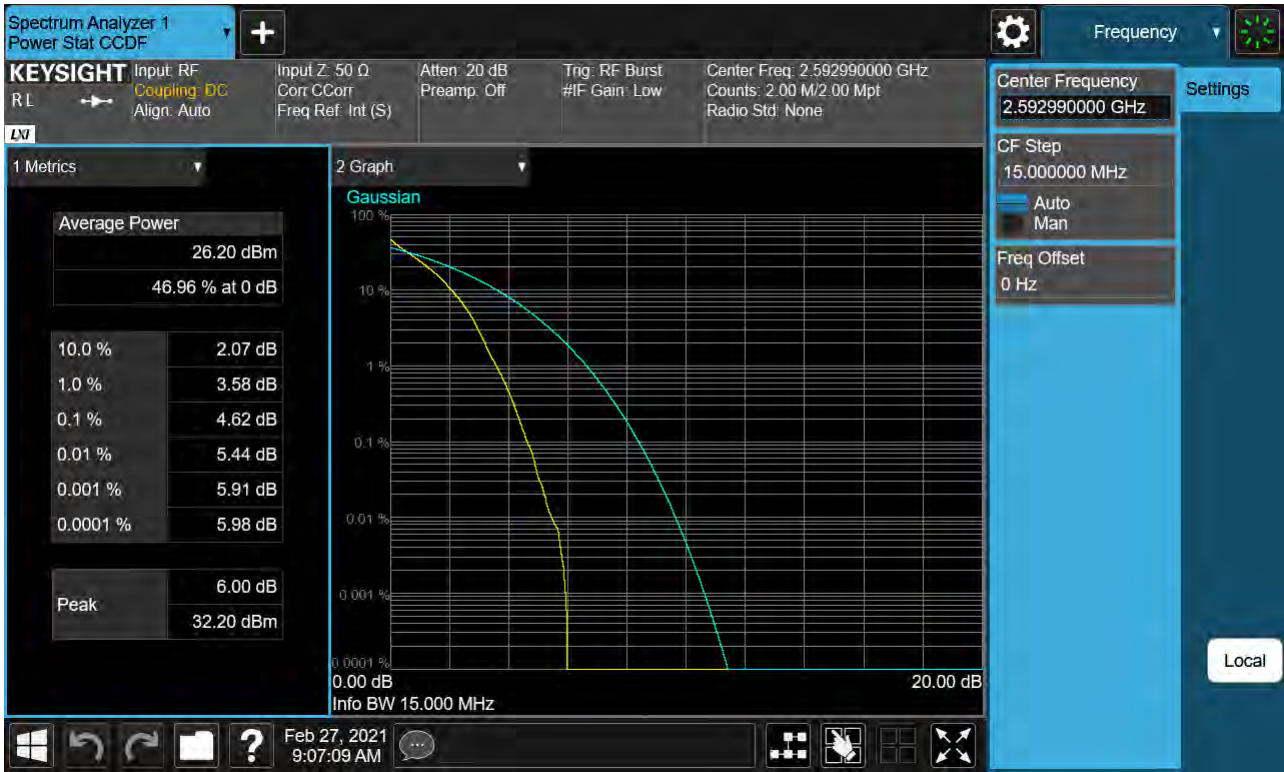 Spectrum Analyzer 1
Power Stat CCDF
+
Frequency
KEYSIGHT
RL
LXI
Input: RF
Coupling: DC
Align: Auto
Input Z: 50 Ω
Corr CCorr
Freq Ref: Int (S)
Atten: 20 dB
Preamp: Off
Trig: RF Burst
#IF Gain: Low
Center Freq: 2.592990000 GHz
Counts: 2.00 M/2.00 Mpt
Radio Std: None
Center Frequency
2.592990000 GHz
Settings
CF Step
15.000000 MHz
Auto
Man
Freq Offset
0 Hz
Local
1 Metrics
Average Power
26.20 dBm
46.96 % at 0 dB
10.0 % 2.07 dB
1.0 % 3.58 dB
0.1 % 4.62 dB
0.01 % 5.44 dB
0.001 % 5.91 dB
0.0001 % 5.98 dB
Peak
6.00 dB
32.20 dBm
2 Graph
Gaussian
100 %
10 %
1 %
0.1 %
0.01 %
0.001 %
0.0001 %
0.00 dB 20.00 dB
Info BW 15.000 MHz
?
Feb 27, 2021
9:07:09 AM